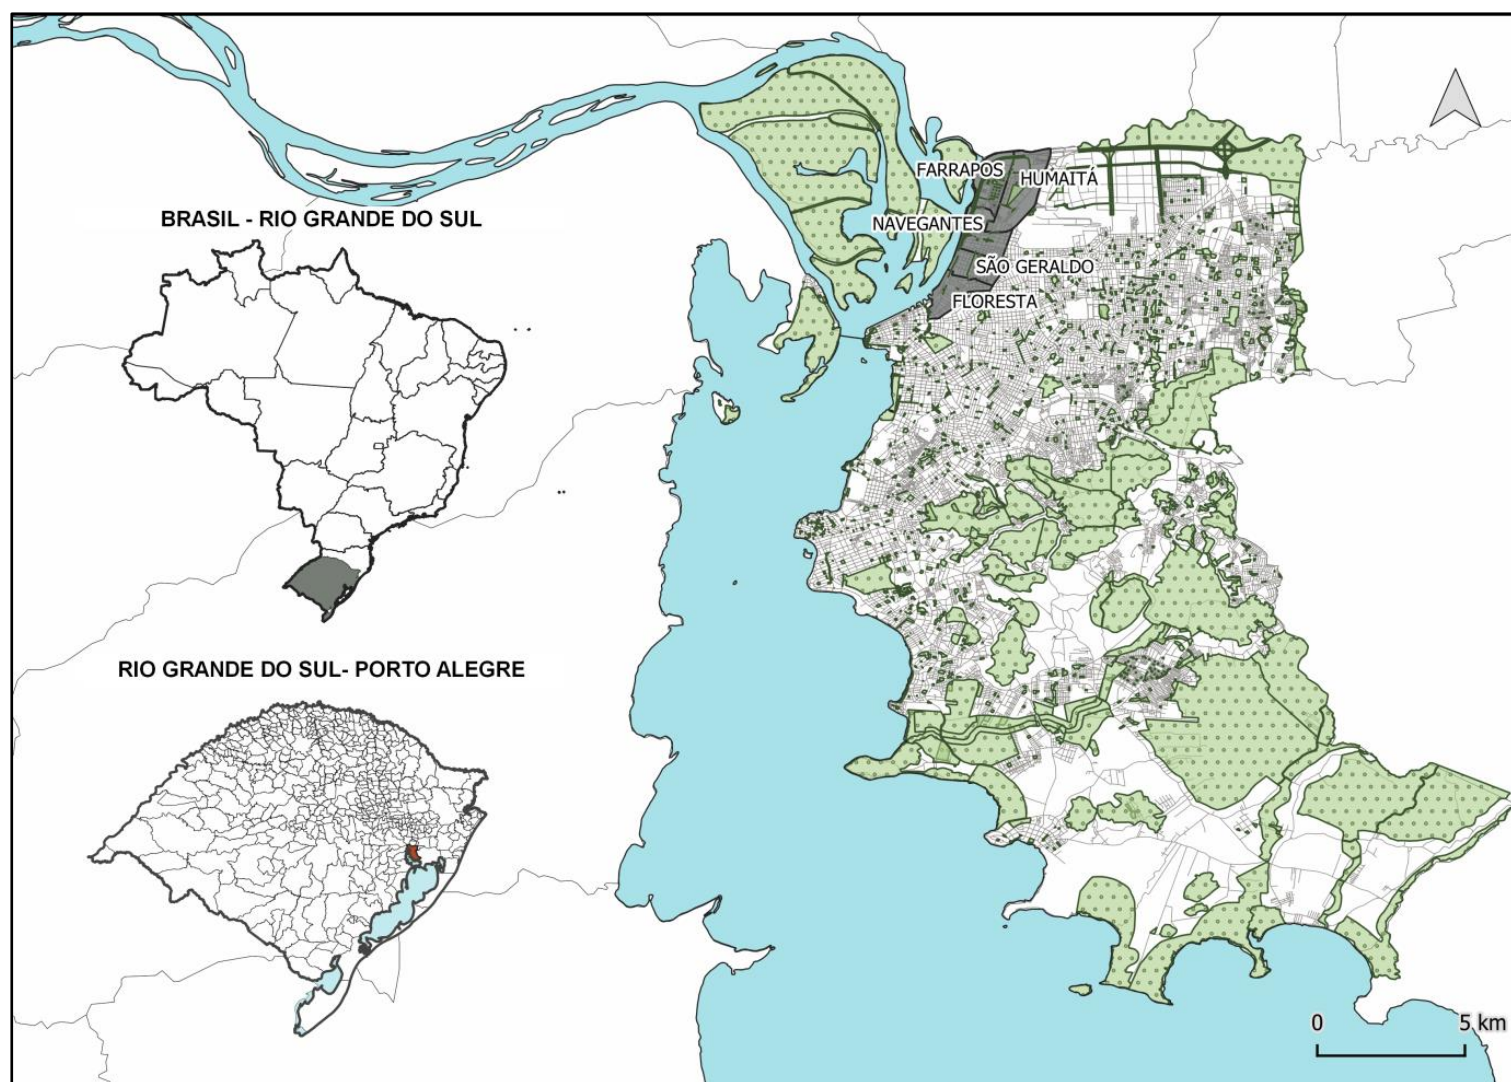 BRASIL - RIO GRANDE DO SUL
RIO GRANDE DO SUL- PORTO ALEGRE
FARRAPOS
HUMAITÁ
NAVEGANTES
SÃO GERALDO
FLORESTA
0 5 km